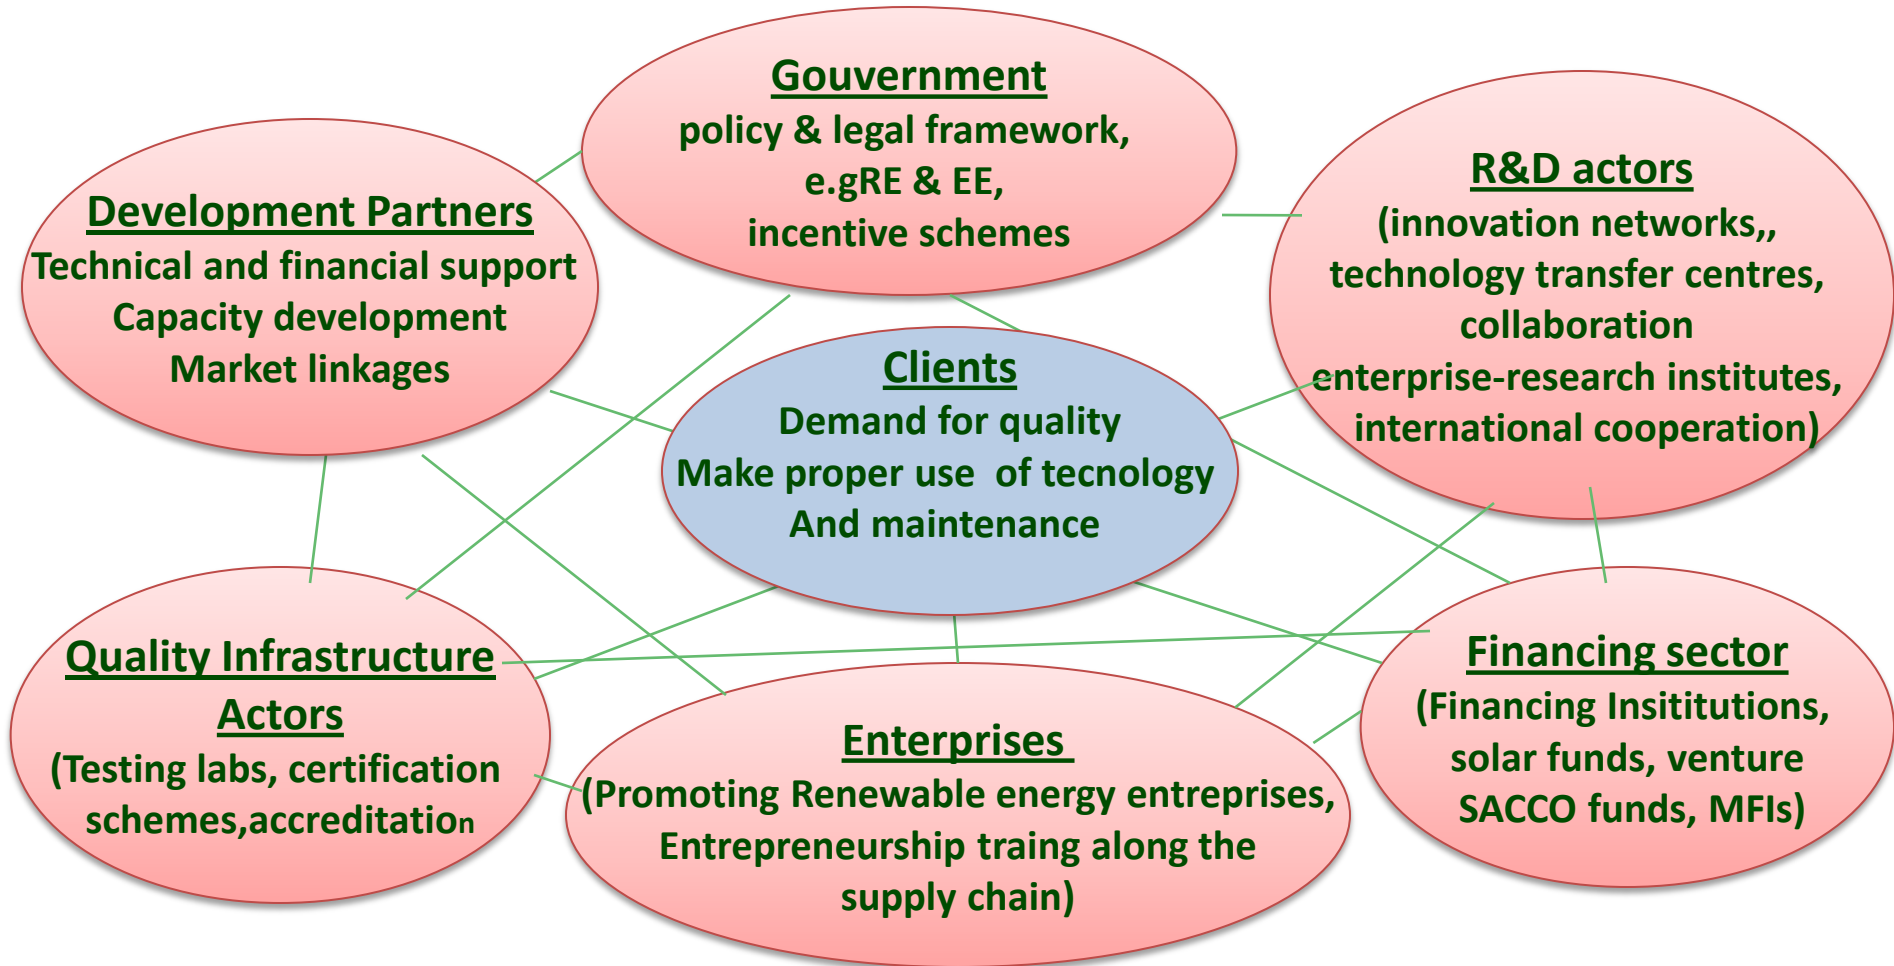 Gouvernment
policy & legal framework,
e.gRE & EE,
incentive schemes
Development Partners
Technical and financial support
Capacity development
Market linkages
R&D actors
(innovation networks,,
technology transfer centres,
collaboration
enterprise-research institutes,
international cooperation)
Clients
Demand for quality
Make proper use  of tecnology
And maintenance
Quality Infrastructure
Actors
(Testing labs, certification
schemes,accreditation
Enterprises
(Promoting Renewable energy entreprises,
Entrepreneurship traing along the
supply chain)
Financing sector
(Financing Insititutions,
solar funds, venture
SACCO funds, MFIs)